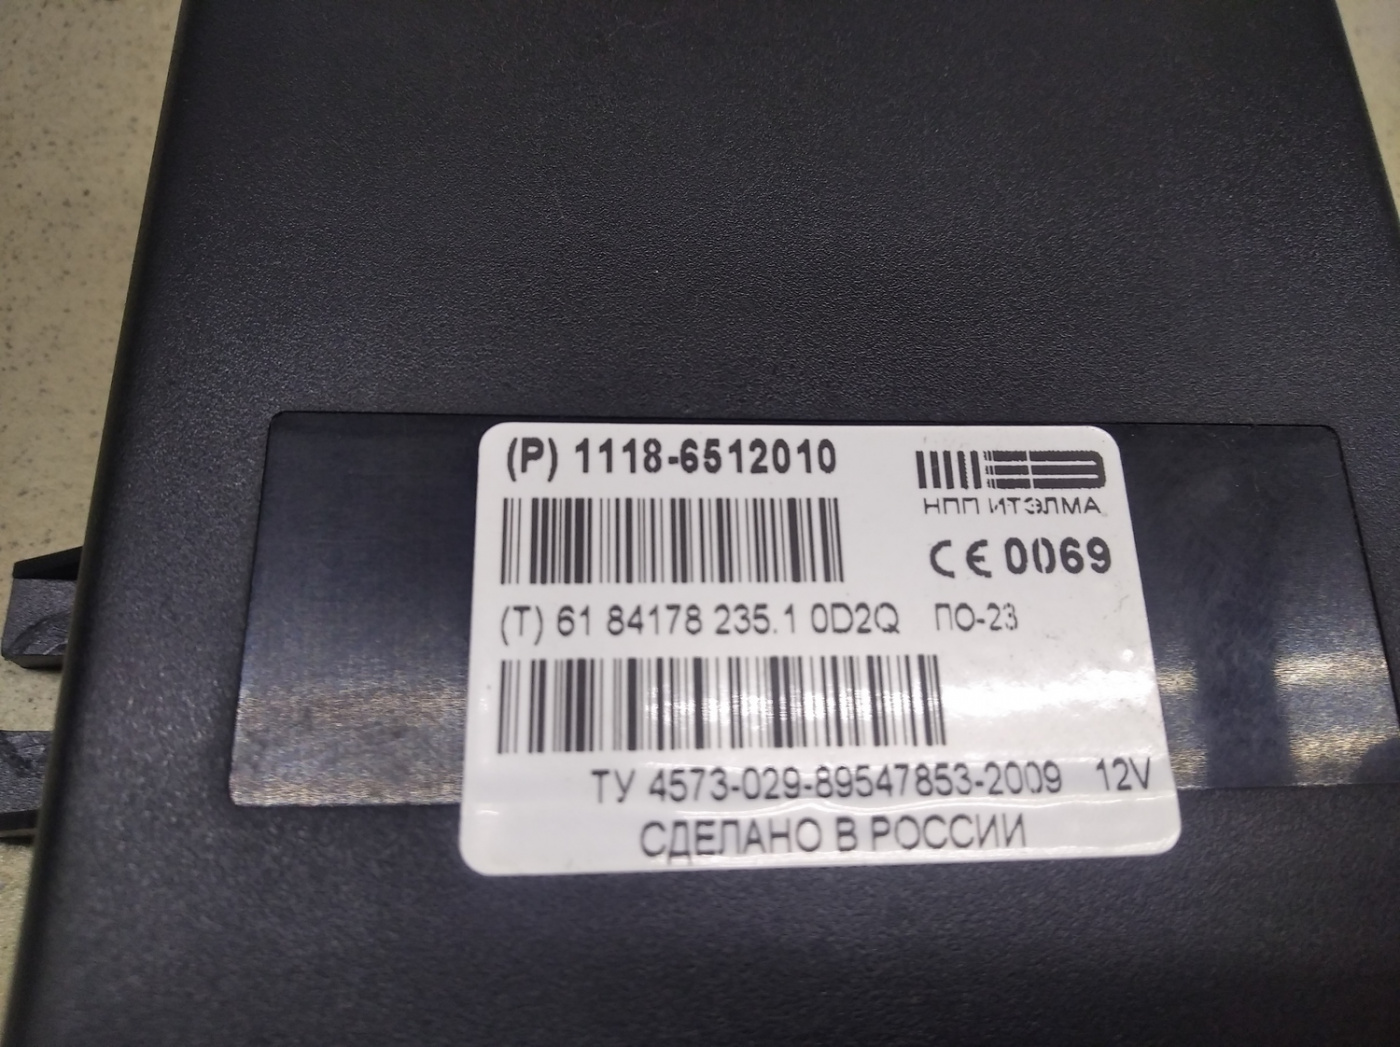 (P) 1118-6512010
НПП ИТЭЛМА
CE 0069
(T) 61 84178 235.1 0D2Q ПО-23
ТУ 4573-029-89547853-2009 12V
СДЕЛАНО В РОССИИ